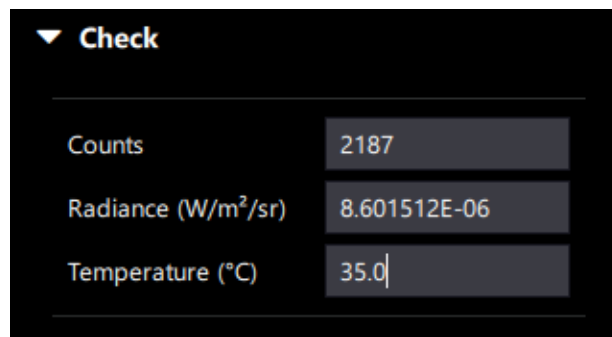 Check
Counts 2187
Radiance (W/m²/sr) 8.601512E-06
Temperature (°C) 35.0